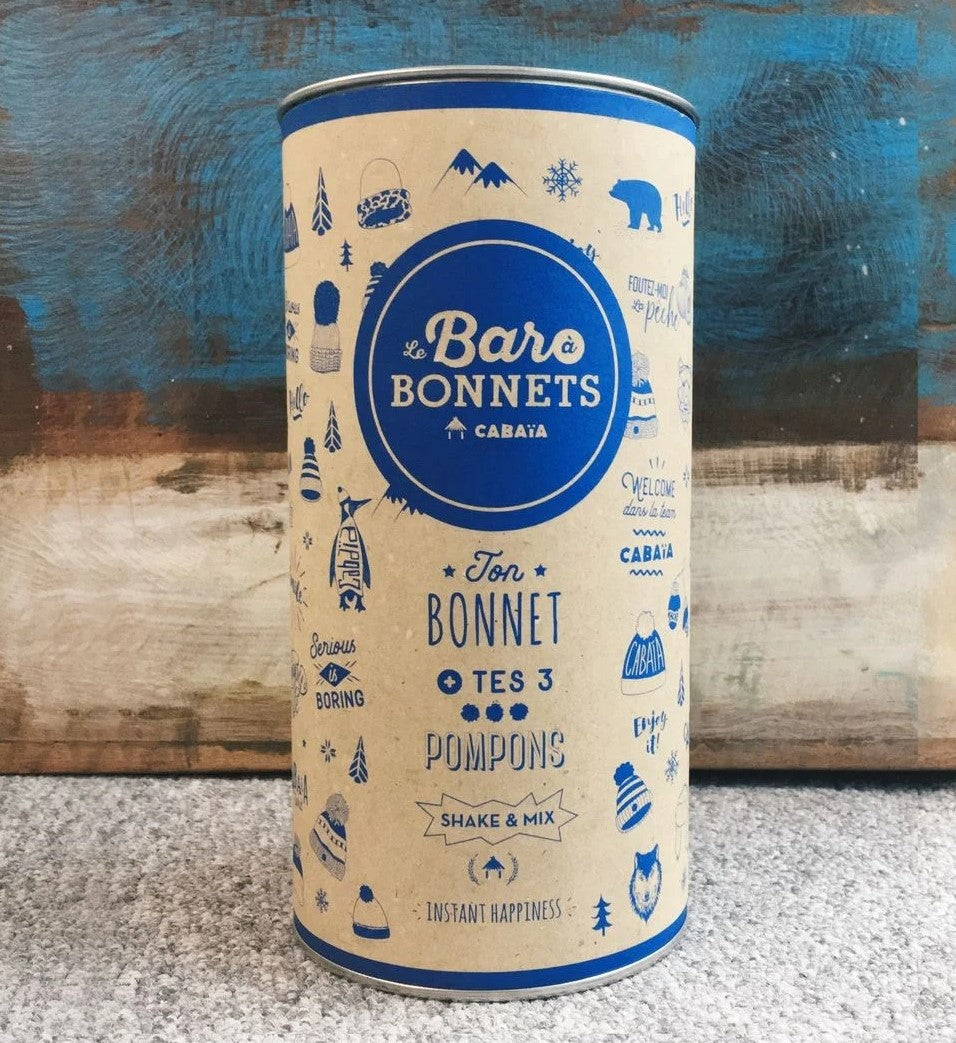 Le Bar à
BONNETS
CABAÏA
Ton
BONNET
+ TES 3
POMPONS
SHAKE & MIX
INSTANT HAPPINESS
Hello
Serious
is
BORING
FOUTEZ-MOI
La pêche
WELCOME
dans la team
CABAÏA
CABAÏA
Enjoy
it!